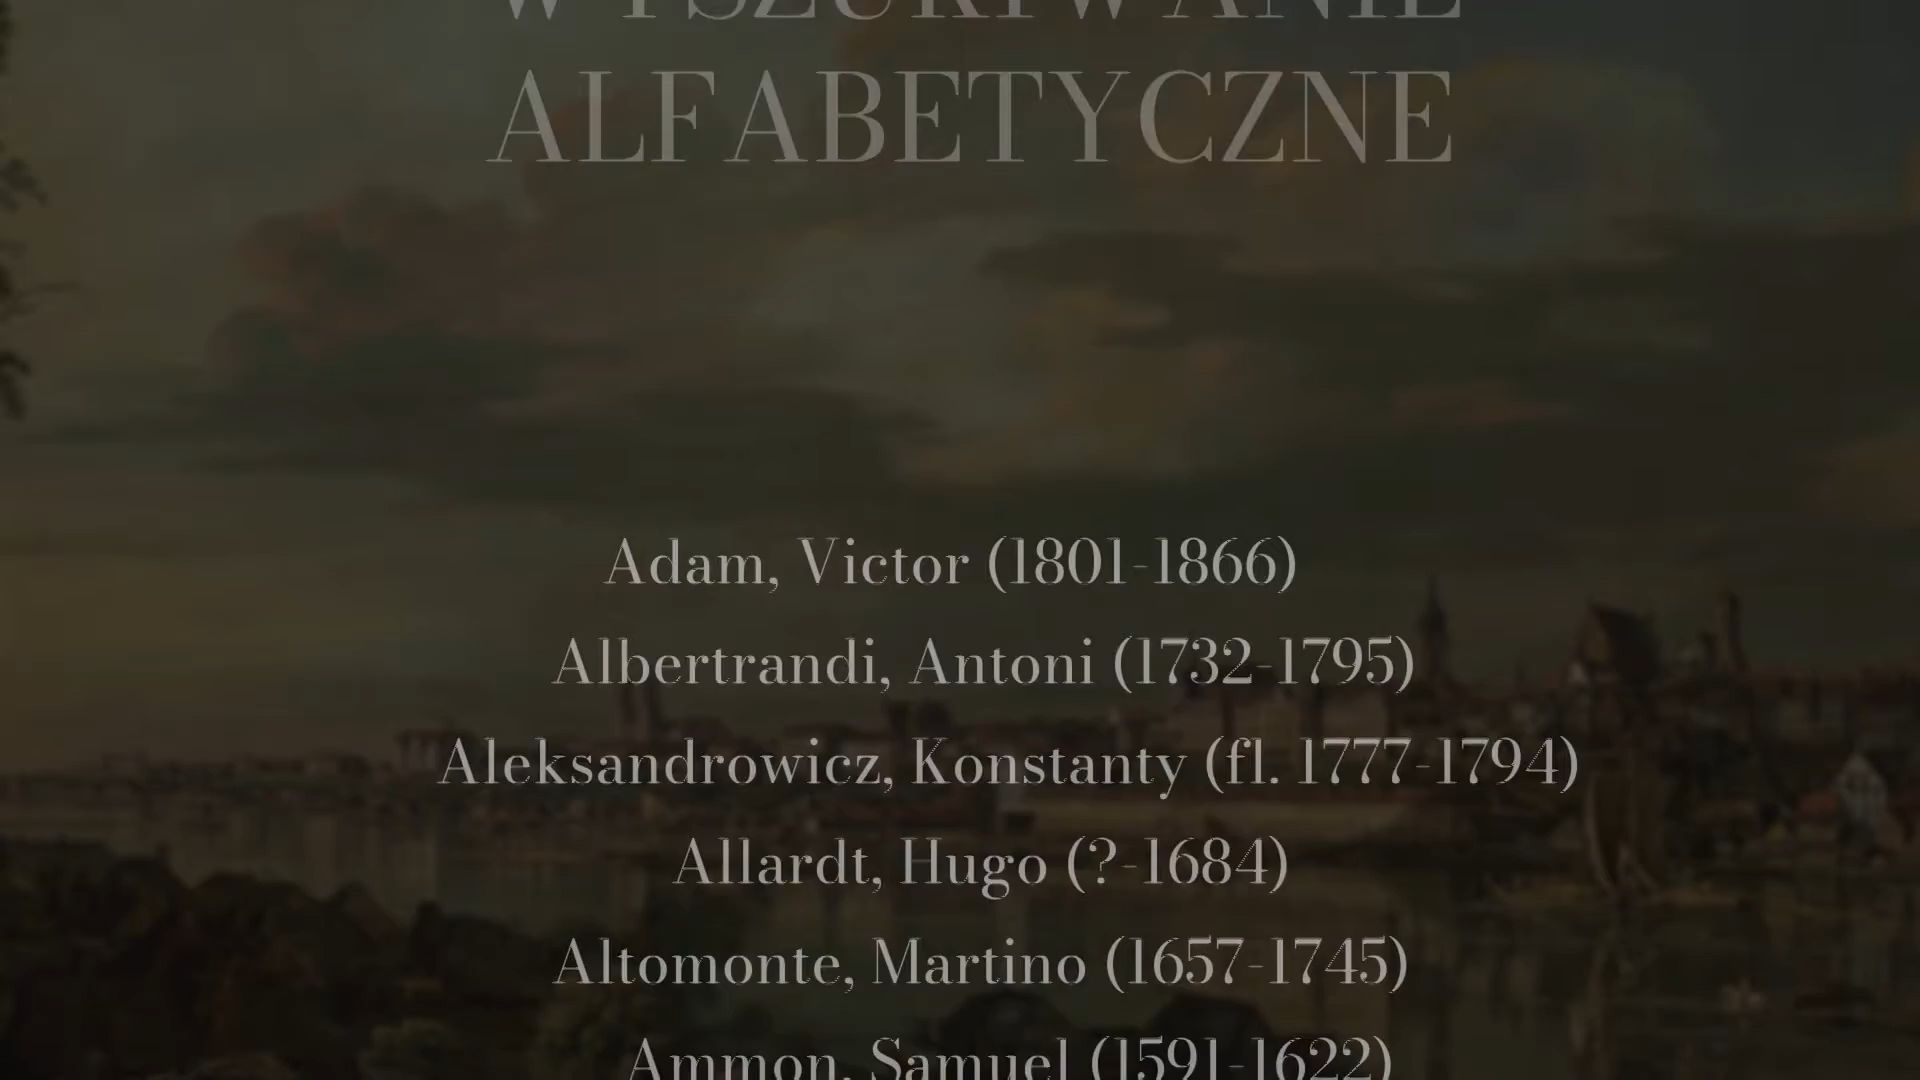 WYSZUKIWANIE
ALFABETYCZNE
Adam, Victor (1801-1866)
Albertrandi, Antoni (1732-1795)
Aleksandrowicz, Konstanty (fl. 1777-1794)
Allardt, Hugo (?-1684)
Altomonte, Martino (1657-1745)
Ammon, Samuel (1591-1622)